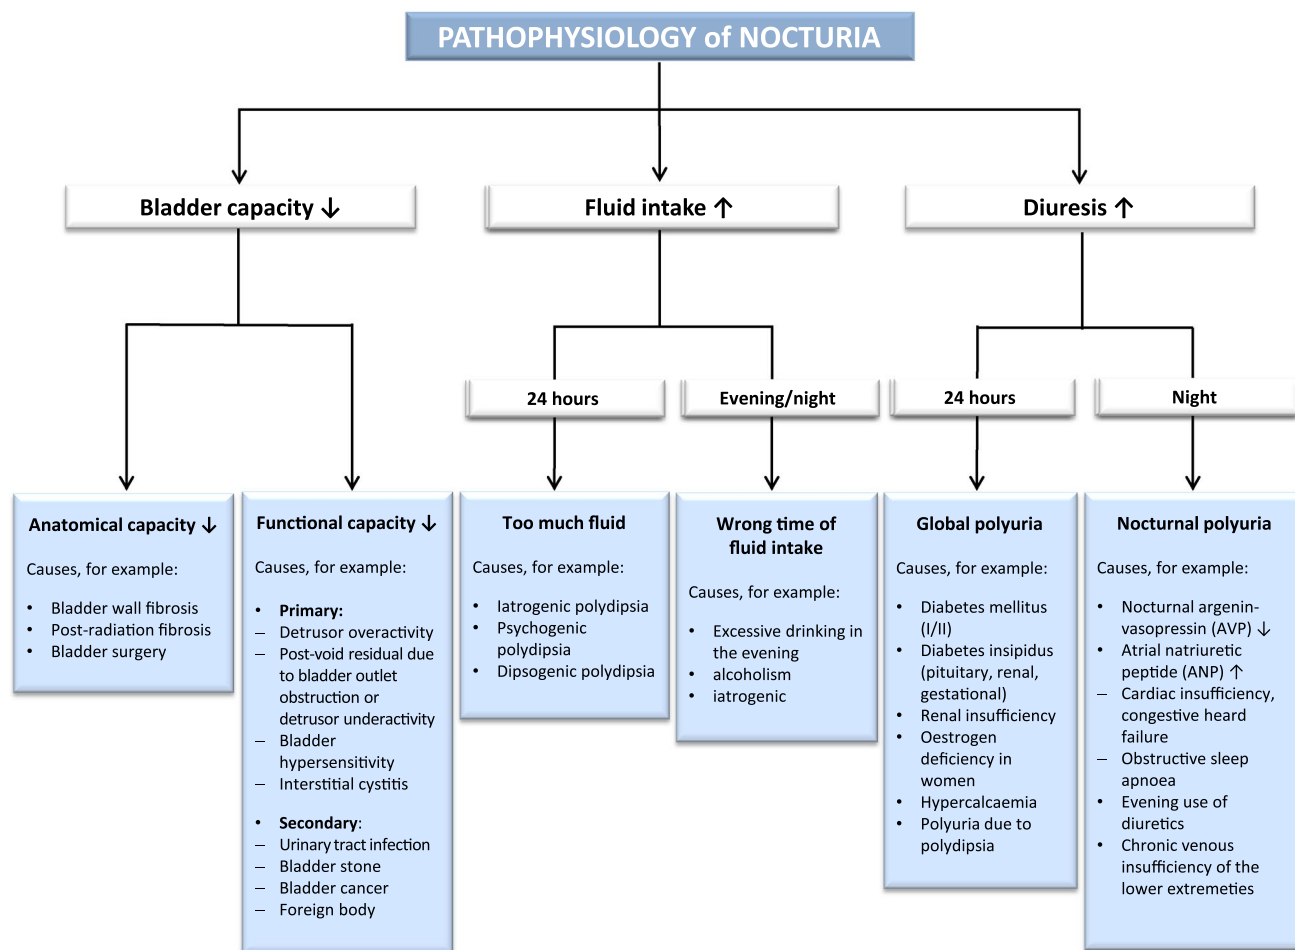 PATHOPHYSIOLOGY of NOCTURIA
Bladder capacity ↓
Fluid intake ↑
Diuresis ↑
24 hours
Evening/night
24 hours
Night
Anatomical capacity ↓
Causes, for example:
• Bladder wall fibrosis
• Post-radiation fibrosis
• Bladder surgery
Functional capacity ↓
Causes, for example:
• Primary:
– Detrusor overactivity
– Post-void residual due
to bladder outlet
obstruction or
detrusor underactivity
– Bladder
hypersensitivity
– Interstitial cystitis
• Secondary:
– Urinary tract infection
– Bladder stone
– Bladder cancer
– Foreign body
Too much fluid
Causes, for example:
• Iatrogenic polydipsia
• Psychogenic
polydipsia
• Dipsogenic polydipsia
Wrong time of
fluid intake
Causes, for example:
• Excessive drinking in
the evening
• alcoholism
• iatrogenic
Global polyuria
Causes, for example:
• Diabetes mellitus
(I/II)
• Diabetes insipidus
(pituitary, renal,
gestational)
• Renal insufficiency
• Oestrogen
deficiency in
women
• Hypercalcaemia
• Polyuria due to
polydipsia
Nocturnal polyuria
Causes, for example:
• Nocturnal argenin-
vasopressin (AVP) ↓
• Atrial natriuretic
peptide (ANP) ↑
– Cardiac insufficiency,
congestive heard
failure
– Obstructive sleep
apnoea
• Evening use of
diuretics
• Chronic venous
insufficiency of the
lower extremeties